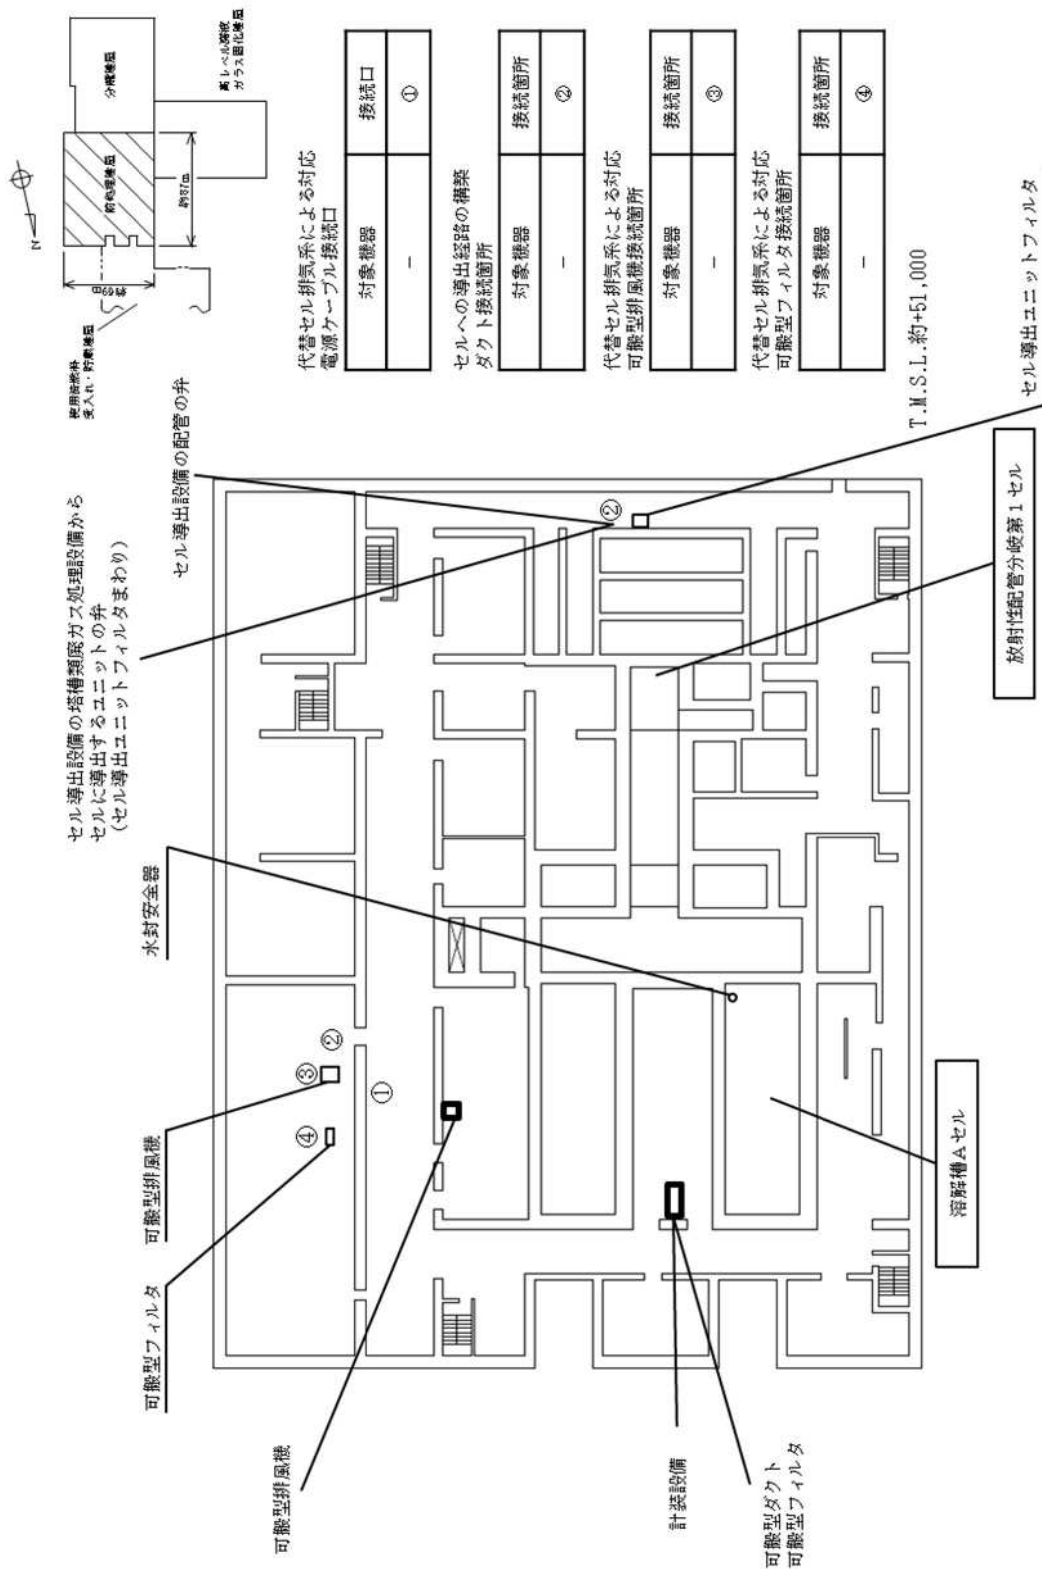 使用済燃料
受入れ・貯蔵建屋
約69m
N
前処理建屋
約87m
分離建屋
高レベル廃液
ガラス固化建屋
代替セル排気系による対応
電源ケーブル接続口
対象機器 接続口
－ ①
セルへの導出経路の構築
ダクト接続箇所
対象機器 接続箇所
－ ②
代替セル排気系による対応
可搬型排風機接続箇所
対象機器 接続箇所
－ ③
代替セル排気系による対応
可搬型フィルタ接続箇所
対象機器 接続箇所
－ ④
T.M.S.L.約+51,000
可搬型フィルタ
可搬型排風機
水封安全器
セル導出設備の塔槽類廃ガス処理設備から
セルに導出するユニットの弁
(セル導出ユニットフィルタまわり)
セル導出設備の配管の弁
④
③
②
①
②
可搬型排風機
計装設備
可搬型ダクト
可搬型フィルタ
溶解槽Aセル
放射性配管分岐第1セル
セル導出ユニットフィルタ